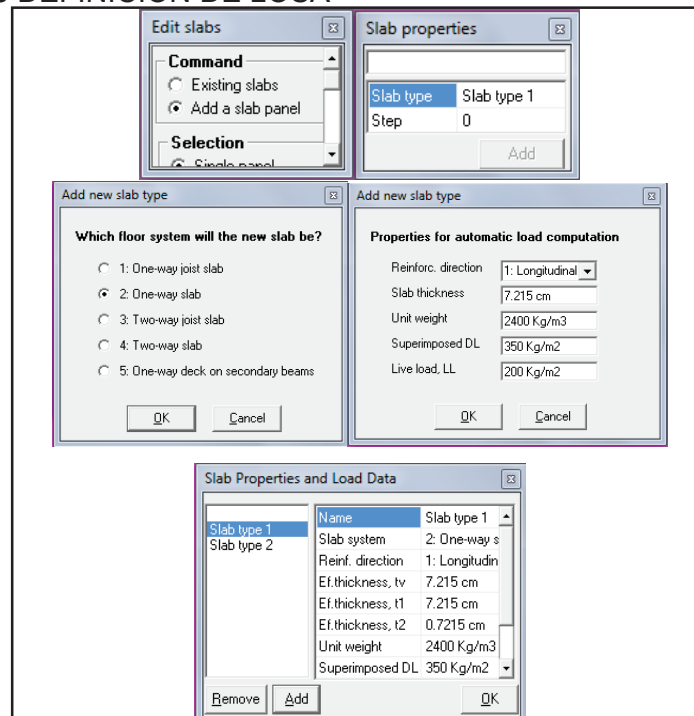 DEFINICION DE LOSA
Edit slabs
Command
Existing slabs
Add a slab panel
Selection
Single panel
Slab properties
Slab type Slab type 1
Step 0
Add
Add new slab type
Which floor system will the new slab be?
1: One-way joist slab
2: One-way slab
3: Two-way joist slab
4: Two-way slab
5: One-way deck on secondary beams
OK Cancel
Add new slab type
Properties for automatic load computation
Reinforc. direction 1: Longitudinal
Slab thickness 7.215 cm
Unit weight 2400 Kg/m3
Superimposed DL 350 Kg/m2
Live load, LL 200 Kg/m2
OK Cancel
Slab Properties and Load Data
Slab type 1
Slab type 2
Name Slab type 1
Slab system 2: One-way s
Reinf. direction 1: Longitudin
Ef.thickness, tv 7.215 cm
Ef.thickness, t1 7.215 cm
Ef.thickness, t2 0.7215 cm
Unit weight 2400 Kg/m3
Superimposed DL 350 Kg/m2
Remove Add OK